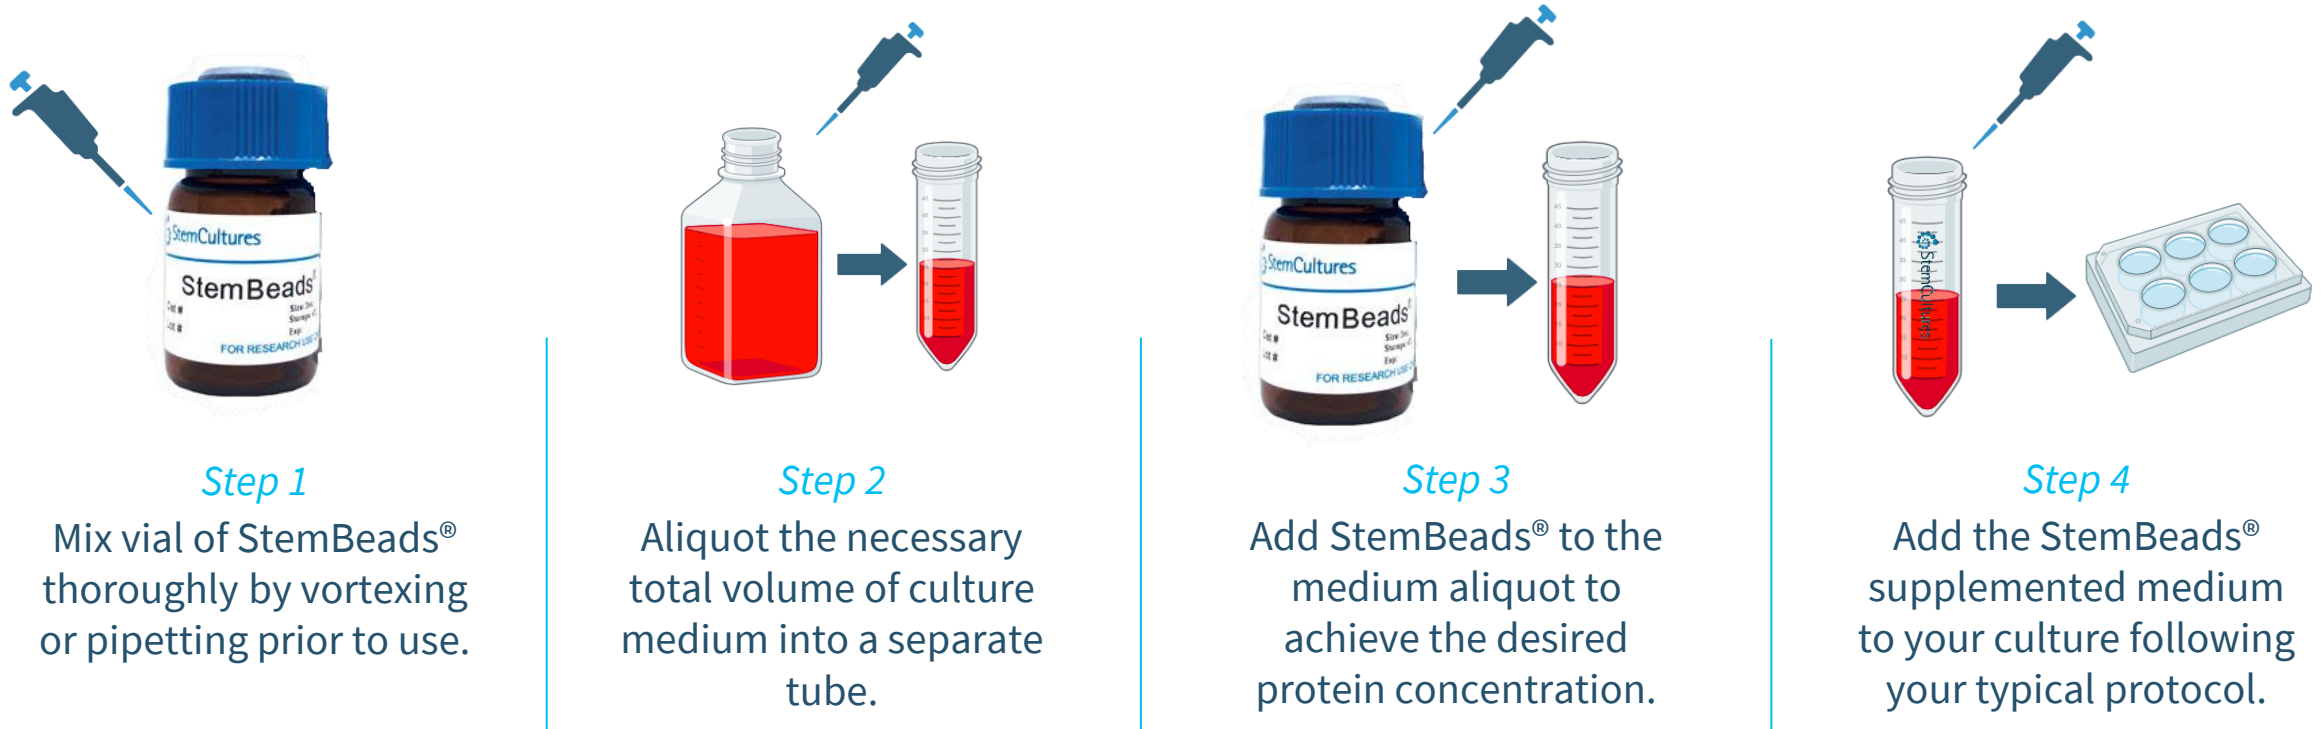 StemCultures
StemBeads®
Cat #
Lot #
Exp:
FOR RESEARCH
StemCultures
StemBeads®
Cat #
Lot #
Exp:
FOR RESEARCH
StemCultures
Step 1
Mix vial of StemBeads®
thoroughly by vortexing
or pipetting prior to use.
Step 2
Aliquot the necessary
total volume of culture
medium into a separate
tube.
Step 3
Add StemBeads® to the
medium aliquot to
achieve the desired
protein concentration.
Step 4
Add the StemBeads®
supplemented medium
to your culture following
your typical protocol.